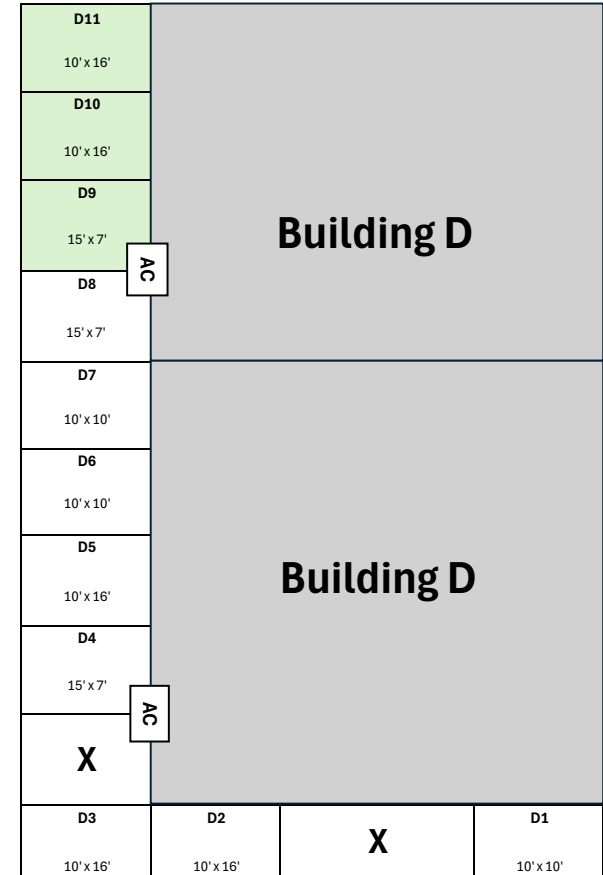 D11
10' x 16'
D10
10' x 16'
D9
15' x 7'
Building D
AC
D8
15' x 7'
D7
10' x 10'
D6
10' x 10'
D5
10' x 16'
Building D
D4
15' x 7'
AC
X
D3
10' x 16'
D2
10' x 16'
X
D1
10' x 10'